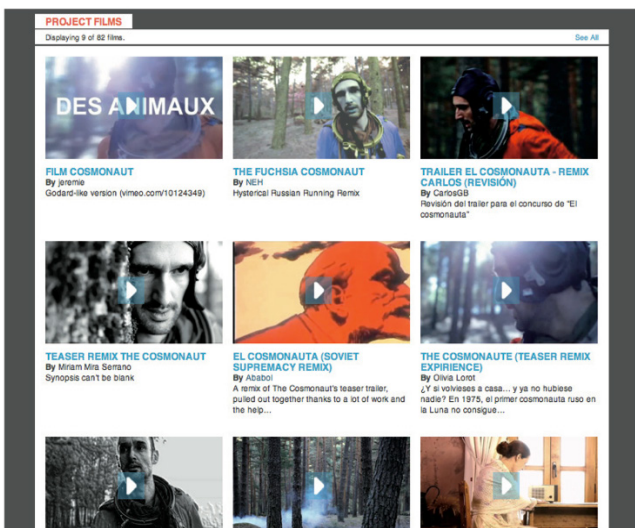 PROJECT FILMS
Displaying 9 of 82 films.
See All
DES ANIMAUX
FILM COSMONAUT
By jeremie
Godard-like version (vimeo.com/10124349)
THE FUCHSIA COSMONAUT
By NEH
Hysterical Russian Running Remix
TRAILER EL COSMONAUTA - REMIX
CARLOS (REVISIÓN)
By CarlosGB
Revisión del trailer para el concurso de "El
cosmonauta"
TEASER REMIX THE COSMONAUT
By Miriam Mira Serrano
Synopsis can't be blank
EL COSMONAUTA (SOVIET
SUPREMACY REMIX)
By Ababol
A remix of The Cosmonaut's teaser trailer,
pulled out together thanks to a lot of work and
the help...
THE COSMONAUTE (TEASER REMIX
EXPIRIENCE)
By Olivia Lorot
¿Y si volvieses a casa... y ya no hubiese
nadie? En 1975, el primer cosmonauta ruso en
la Luna no consigue...